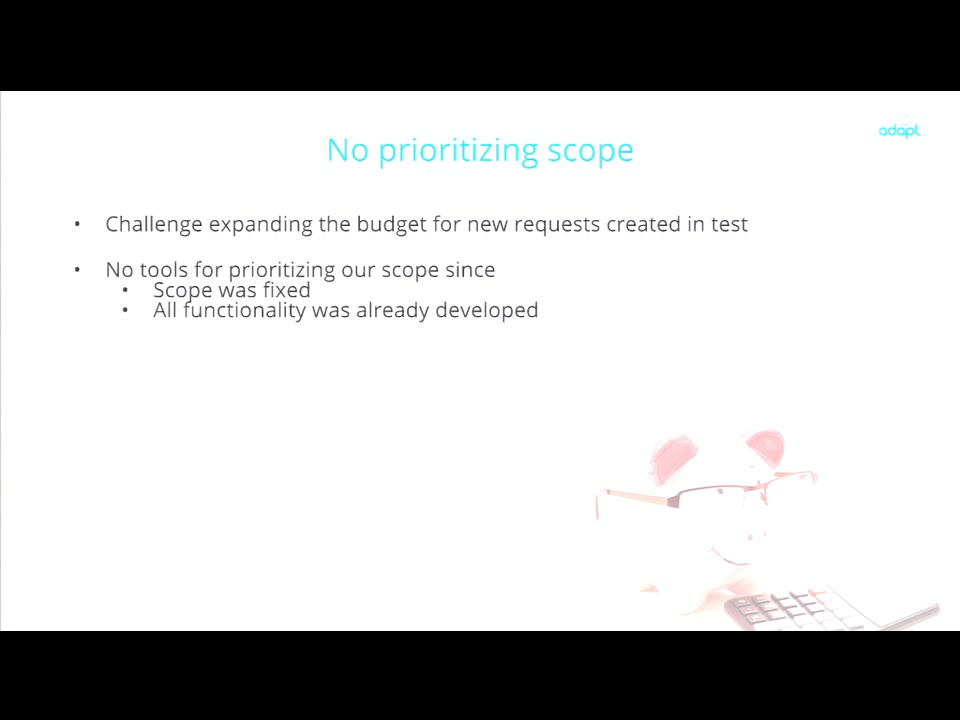 adapt
No prioritizing scope
• Challenge expanding the budget for new requests created in test
• No tools for prioritizing our scope since
• Scope was fixed
• All functionality was already developed